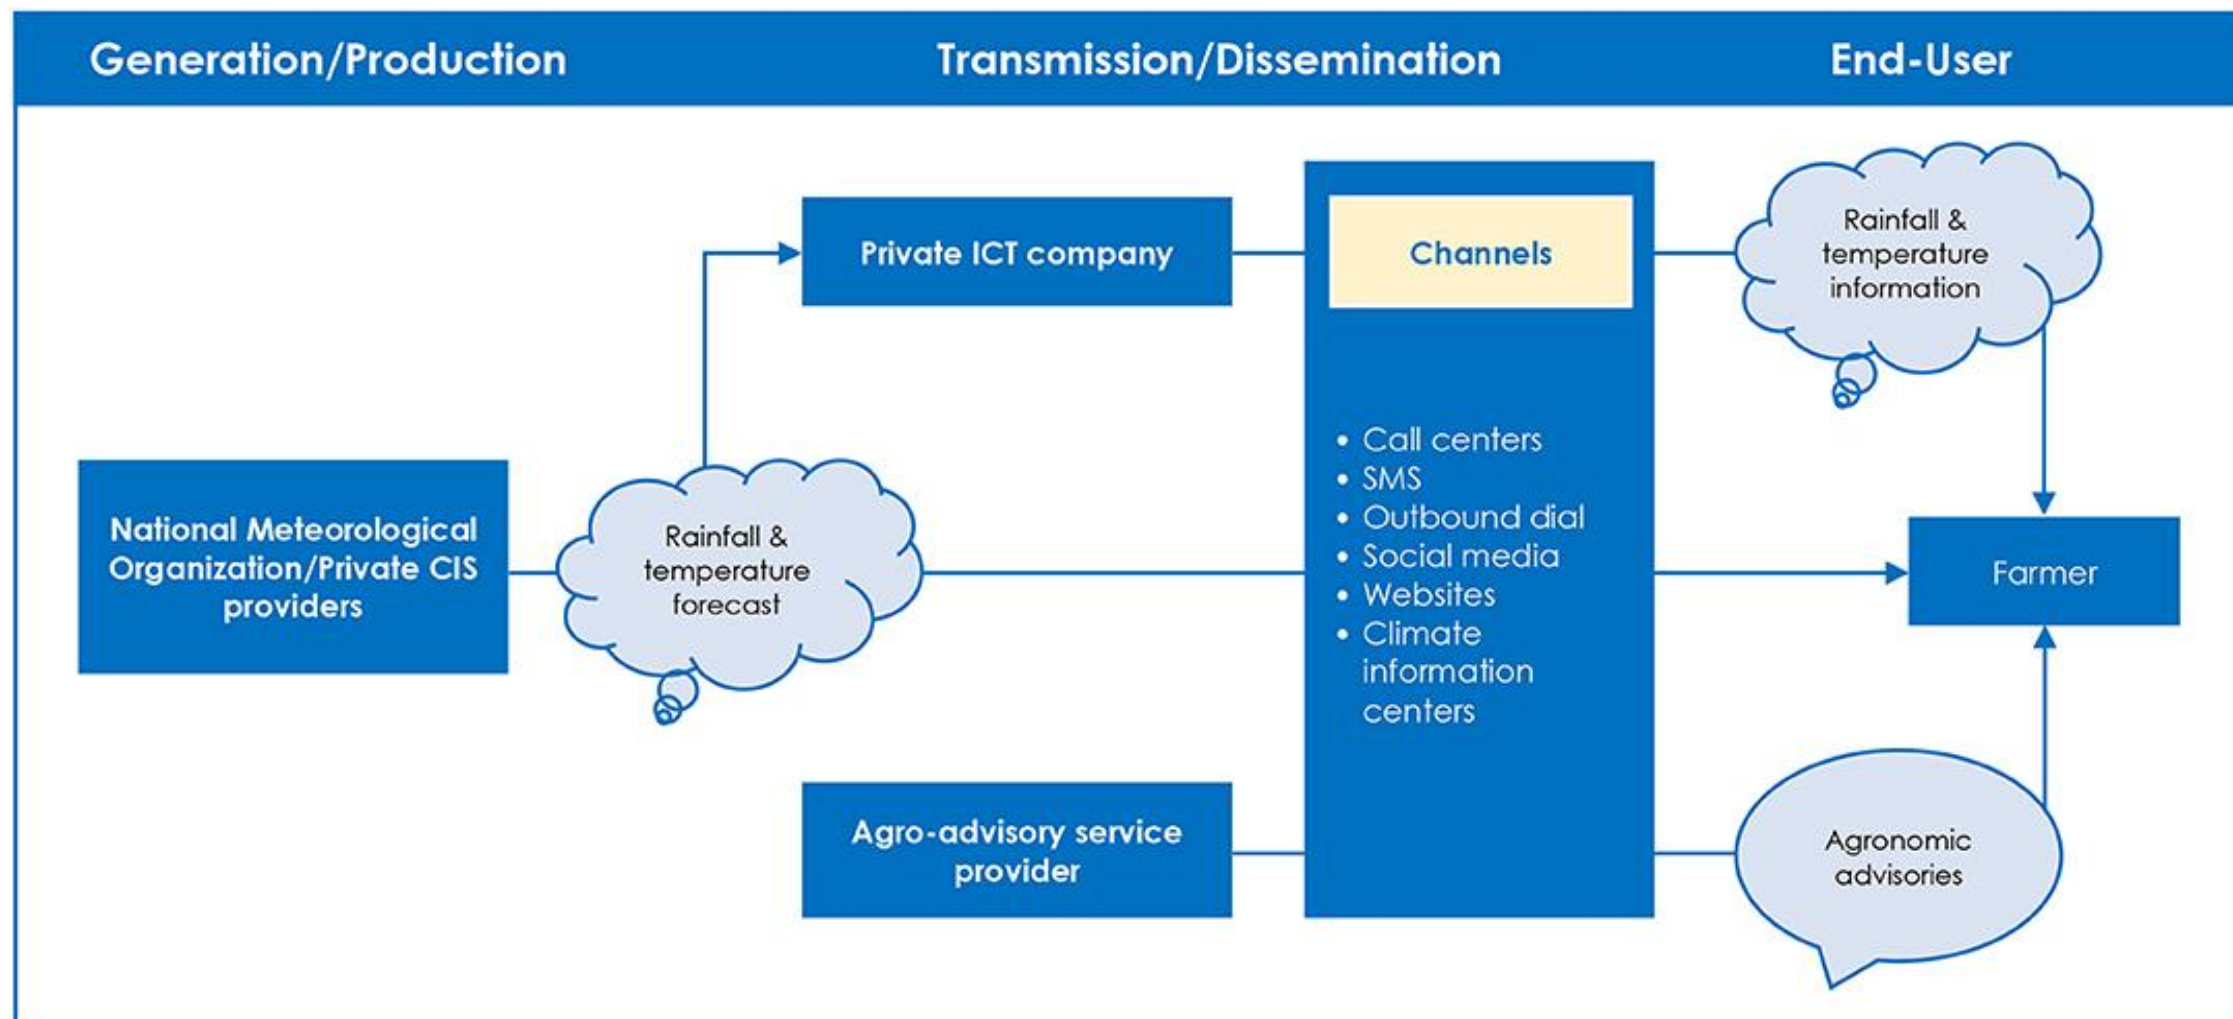 Generation/Production
Transmission/Dissemination
End-User
Private ICT company
Channels
Rainfall &
temperature
information
• Call centers
• SMS
• Outbound dial
• Social media
• Websites
• Climate
information
centers
National Meteorological
Organization/Private CIS
providers
Rainfall &
temperature
forecast
Farmer
Agro-advisory service
provider
Agronomic
advisories